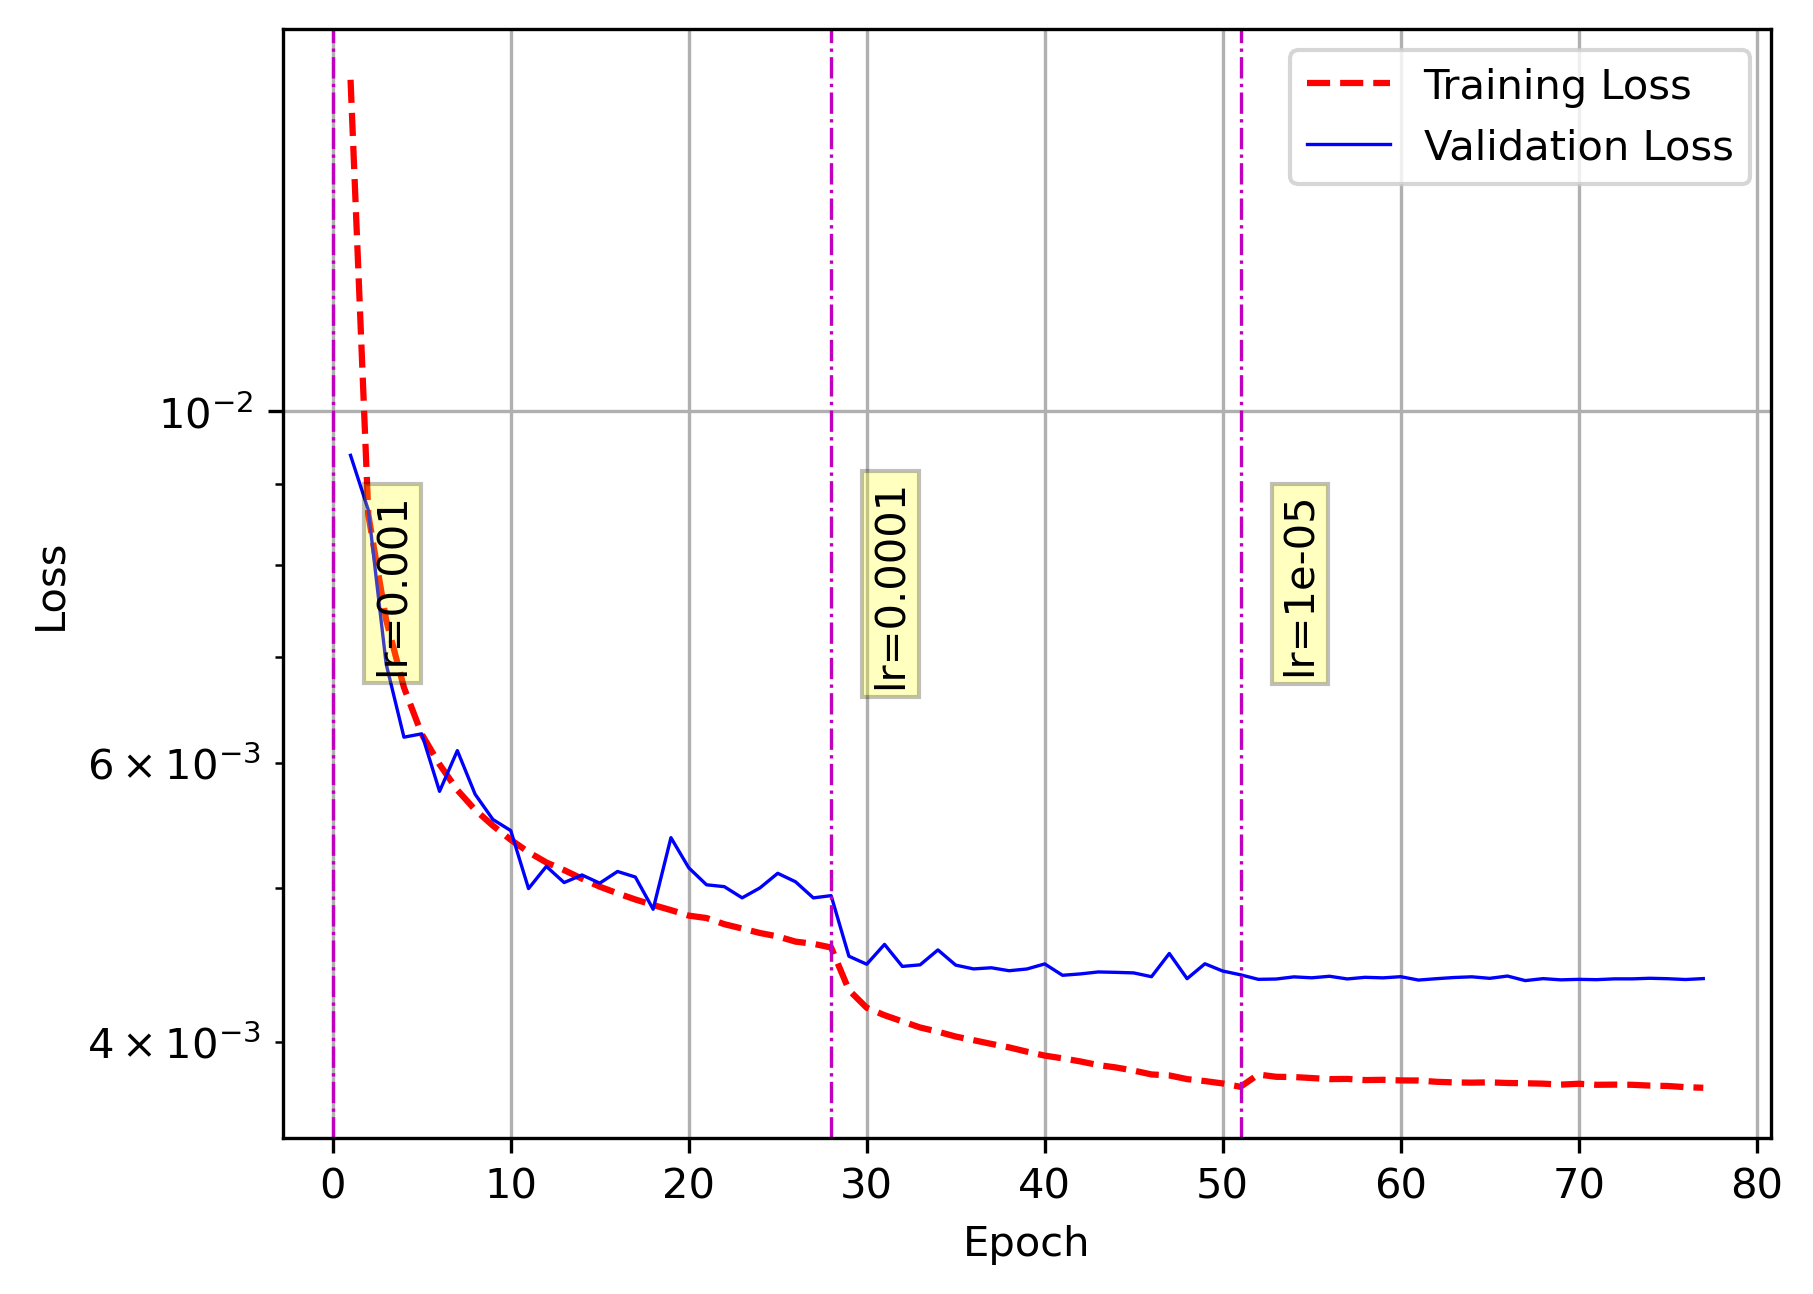 Training Loss
Validation Loss
Loss
10⁻²
6 × 10⁻³
4 × 10⁻³
lr=0.001
lr=0.0001
lr=1e-05
0 10 20 30 40 50 60 70 80
Epoch